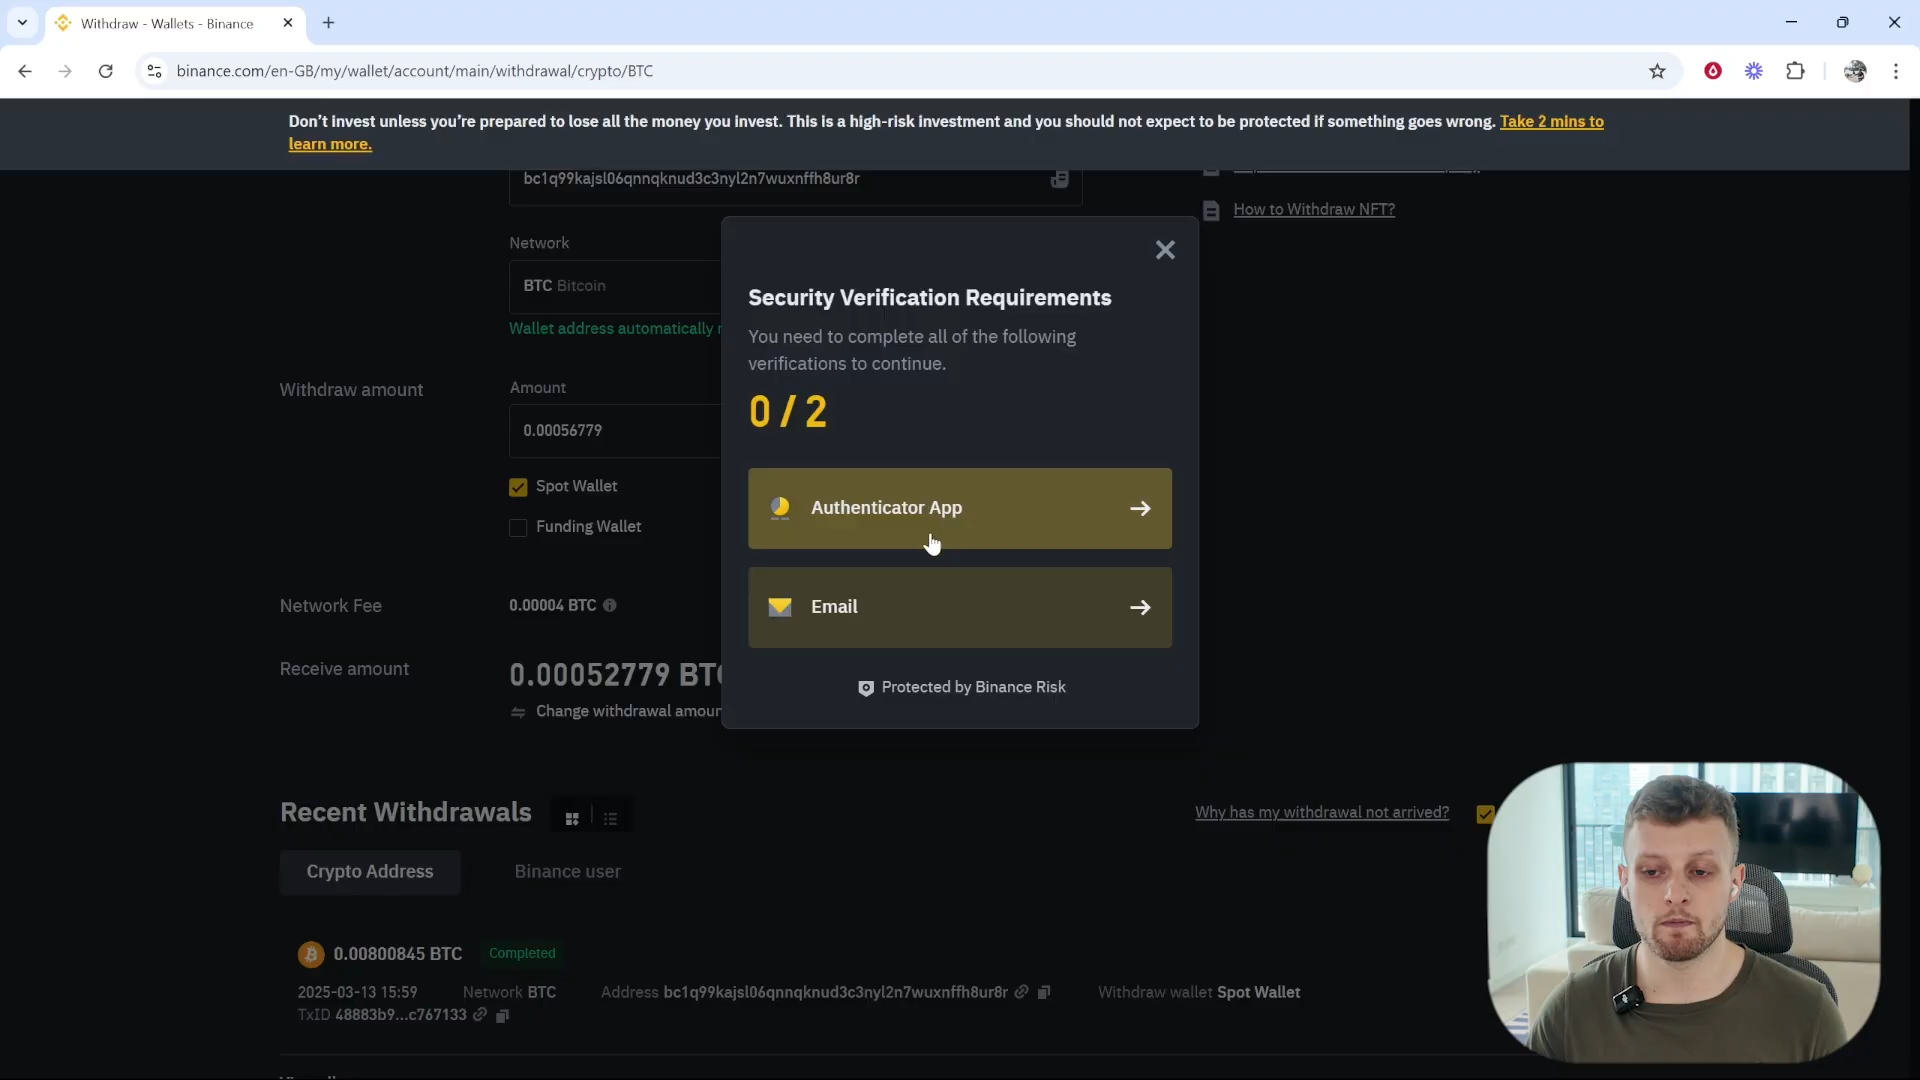 Withdraw - Wallets - Binance
binance.com/en-GB/my/wallet/account/main/withdrawal/crypto/BTC
Don't invest unless you're prepared to lose all the money you invest. This is a high-risk investment and you should not expect to be protected if something goes wrong. Take 2 mins to
learn more.
bc1q99kajsl06qnnqknud3c3nyl2n7wuxnffh8ur8r
How to Withdraw NFT?
Network
BTC Bitcoin
Wallet address automatically
Withdraw amount
Amount
0.00056779
Spot Wallet
Funding Wallet
Network Fee
0.00004 BTC
Receive amount
0.00052779 BTC
Change withdrawal amoun
Security Verification Requirements
You need to complete all of the following
verifications to continue.
0 / 2
Authenticator App
Email
Protected by Binance Risk
Recent Withdrawals
Why has my withdrawal not arrived?
Crypto Address
Binance user
0.00800845 BTC
Completed
2025-03-13 15:59
Network BTC
Address bc1q99kajsl06qnnqknud3c3nyl2n7wuxnffh8ur8r
Withdraw wallet Spot Wallet
TxID 48883b9...c767133